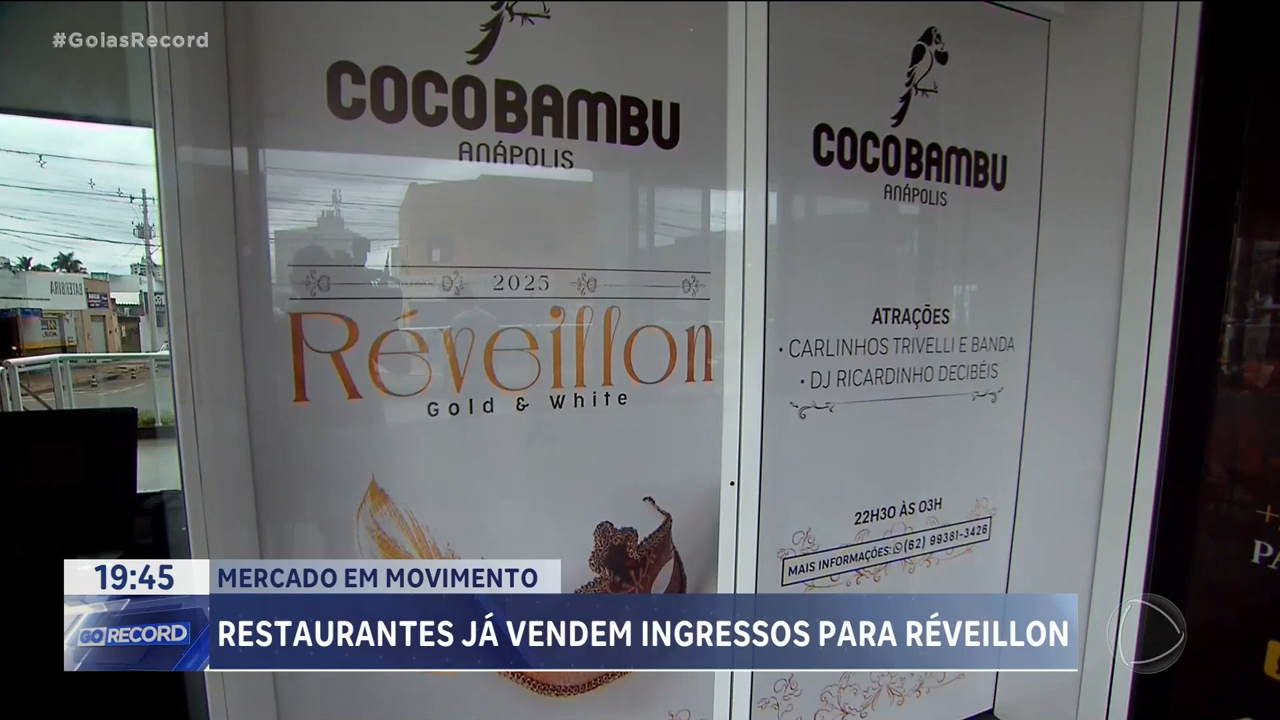 #GoiasRecord
COCO BAMBU
ANÁPOLIS
2025
Réveillon
Gold & White
COCO BAMBU
ANÁPOLIS
ATRAÇÕES
• CARLINHOS TRIVELLI E BANDA
• DJ RICARDINHO DECIBÉIS
22H30 ÀS 03H
MAIS INFORMAÇÕES: (62) 99381-3426
19:45
MERCADO EM MOVIMENTO
GO RECORD
RESTAURANTES JÁ VENDEM INGRESSOS PARA RÉVEILLON